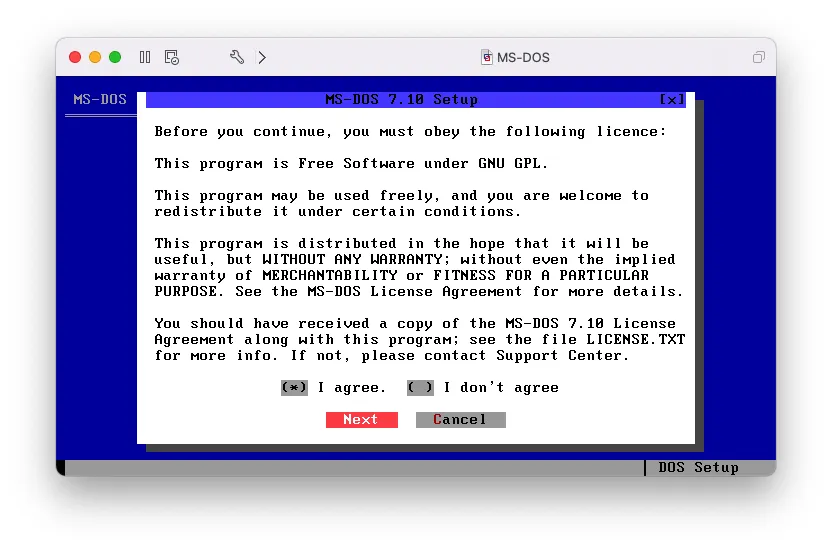 MS-DOS
MS-DOS
MS-DOS 7.10 Setup [x]
Before you continue, you must obey the following licence:
This program is Free Software under GNU GPL.
This program may be used freely, and you are welcome to
redistribute it under certain conditions.
This program is distributed in the hope that it will be
useful, but WITHOUT ANY WARRANTY; without even the implied
warranty of MERCHANTABILITY or FITNESS FOR A PARTICULAR
PURPOSE. See the MS-DOS License Agreement for more details.
You should have received a copy of the MS-DOS 7.10 License
Agreement along with this program; see the file LICENSE.TXT
for more info. If not, please contact Support Center.
(*) I agree. ( ) I don't agree
Next Cancel
DOS Setup